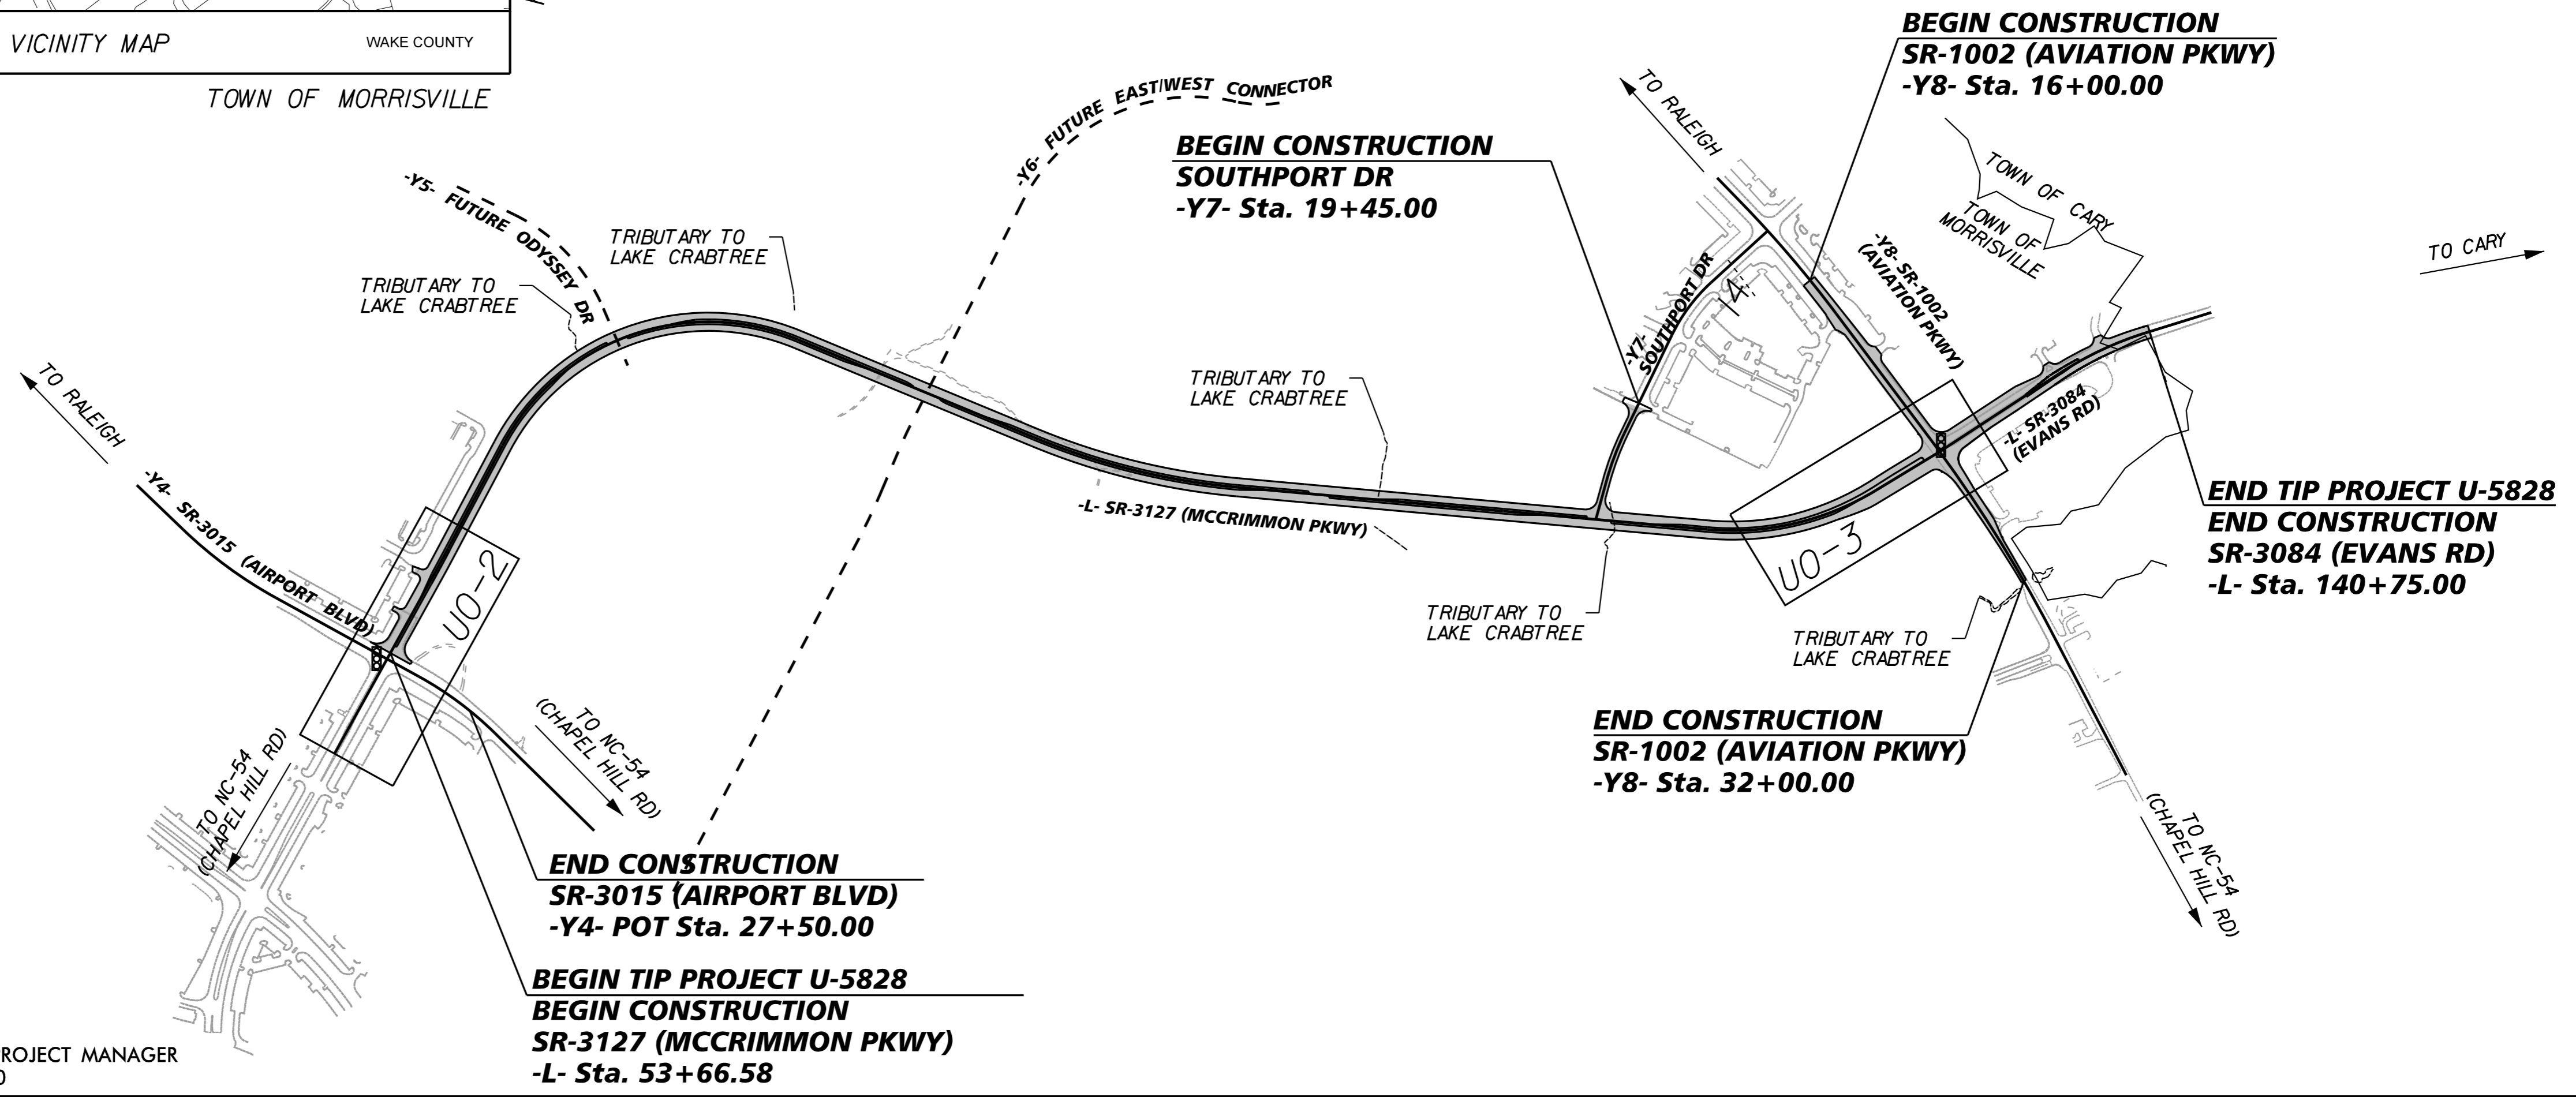 VICINITY MAP
WAKE COUNTY
TOWN OF MORRISVILLE
BEGIN CONSTRUCTION
SR-1002 (AVIATION PKWY)
-Y8- Sta. 16+00.00
-Y6- FUTURE EAST/WEST CONNECTOR
BEGIN CONSTRUCTION
SOUTHPORT DR
-Y7- Sta. 19+45.00
TO RALEIGH
TOWN OF CARY
TOWN OF
MORRISVILLE
TO CARY
-Y5- FUTURE ODYSSEY DR
TRIBUTARY TO
LAKE CRABTREE
TRIBUTARY TO
LAKE CRABTREE
-Y8- SR-1002
(AVIATION PKWY)
-Y7-
SOUTHPORT DR
14
TRIBUTARY TO
LAKE CRABTREE
-L- SR-3084
(EVANS RD)
TO RALEIGH
-Y4- SR-3015 (AIRPORT BLVD)
UO-2
-L- SR-3127 (MCCRIMMON PKWY)
UO-3
END TIP PROJECT U-5828
END CONSTRUCTION
SR-3084 (EVANS RD)
-L- Sta. 140+75.00
TRIBUTARY TO
LAKE CRABTREE
TRIBUTARY TO
LAKE CRABTREE
TO NC-54
(CHAPEL HILL RD)
TO NC-54
(CHAPEL HILL RD)
END CONSTRUCTION
SR-1002 (AVIATION PKWY)
-Y8- Sta. 32+00.00
TO NC-54
(CHAPEL HILL RD)
END CONSTRUCTION
SR-3015 (AIRPORT BLVD)
-Y4- POT Sta. 27+50.00
BEGIN TIP PROJECT U-5828
BEGIN CONSTRUCTION
SR-3127 (MCCRIMMON PKWY)
-L- Sta. 53+66.58
ROJECT MANAGER